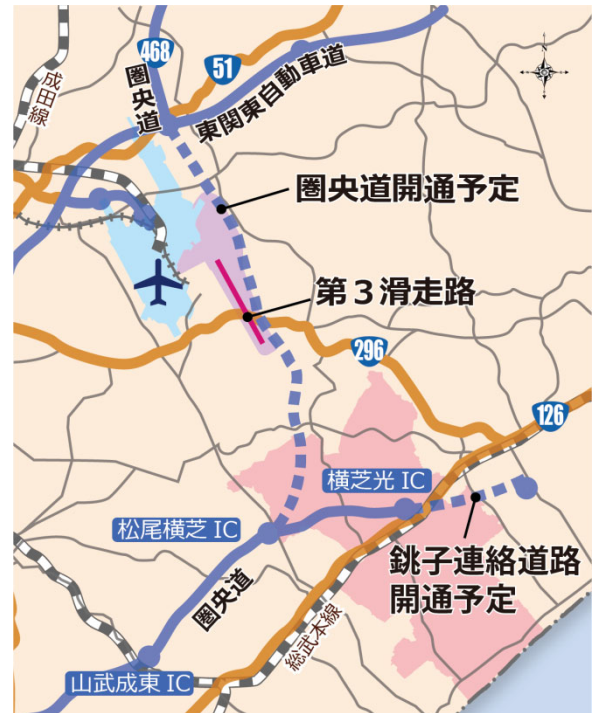 468
51
圏央道
東関東自動車道
成田線
N
圏央道開通予定
第3滑走路
296
126
横芝光 IC
松尾横芝 IC
銚子連絡道路
開通予定
圏央道
総武本線
山武成東 IC